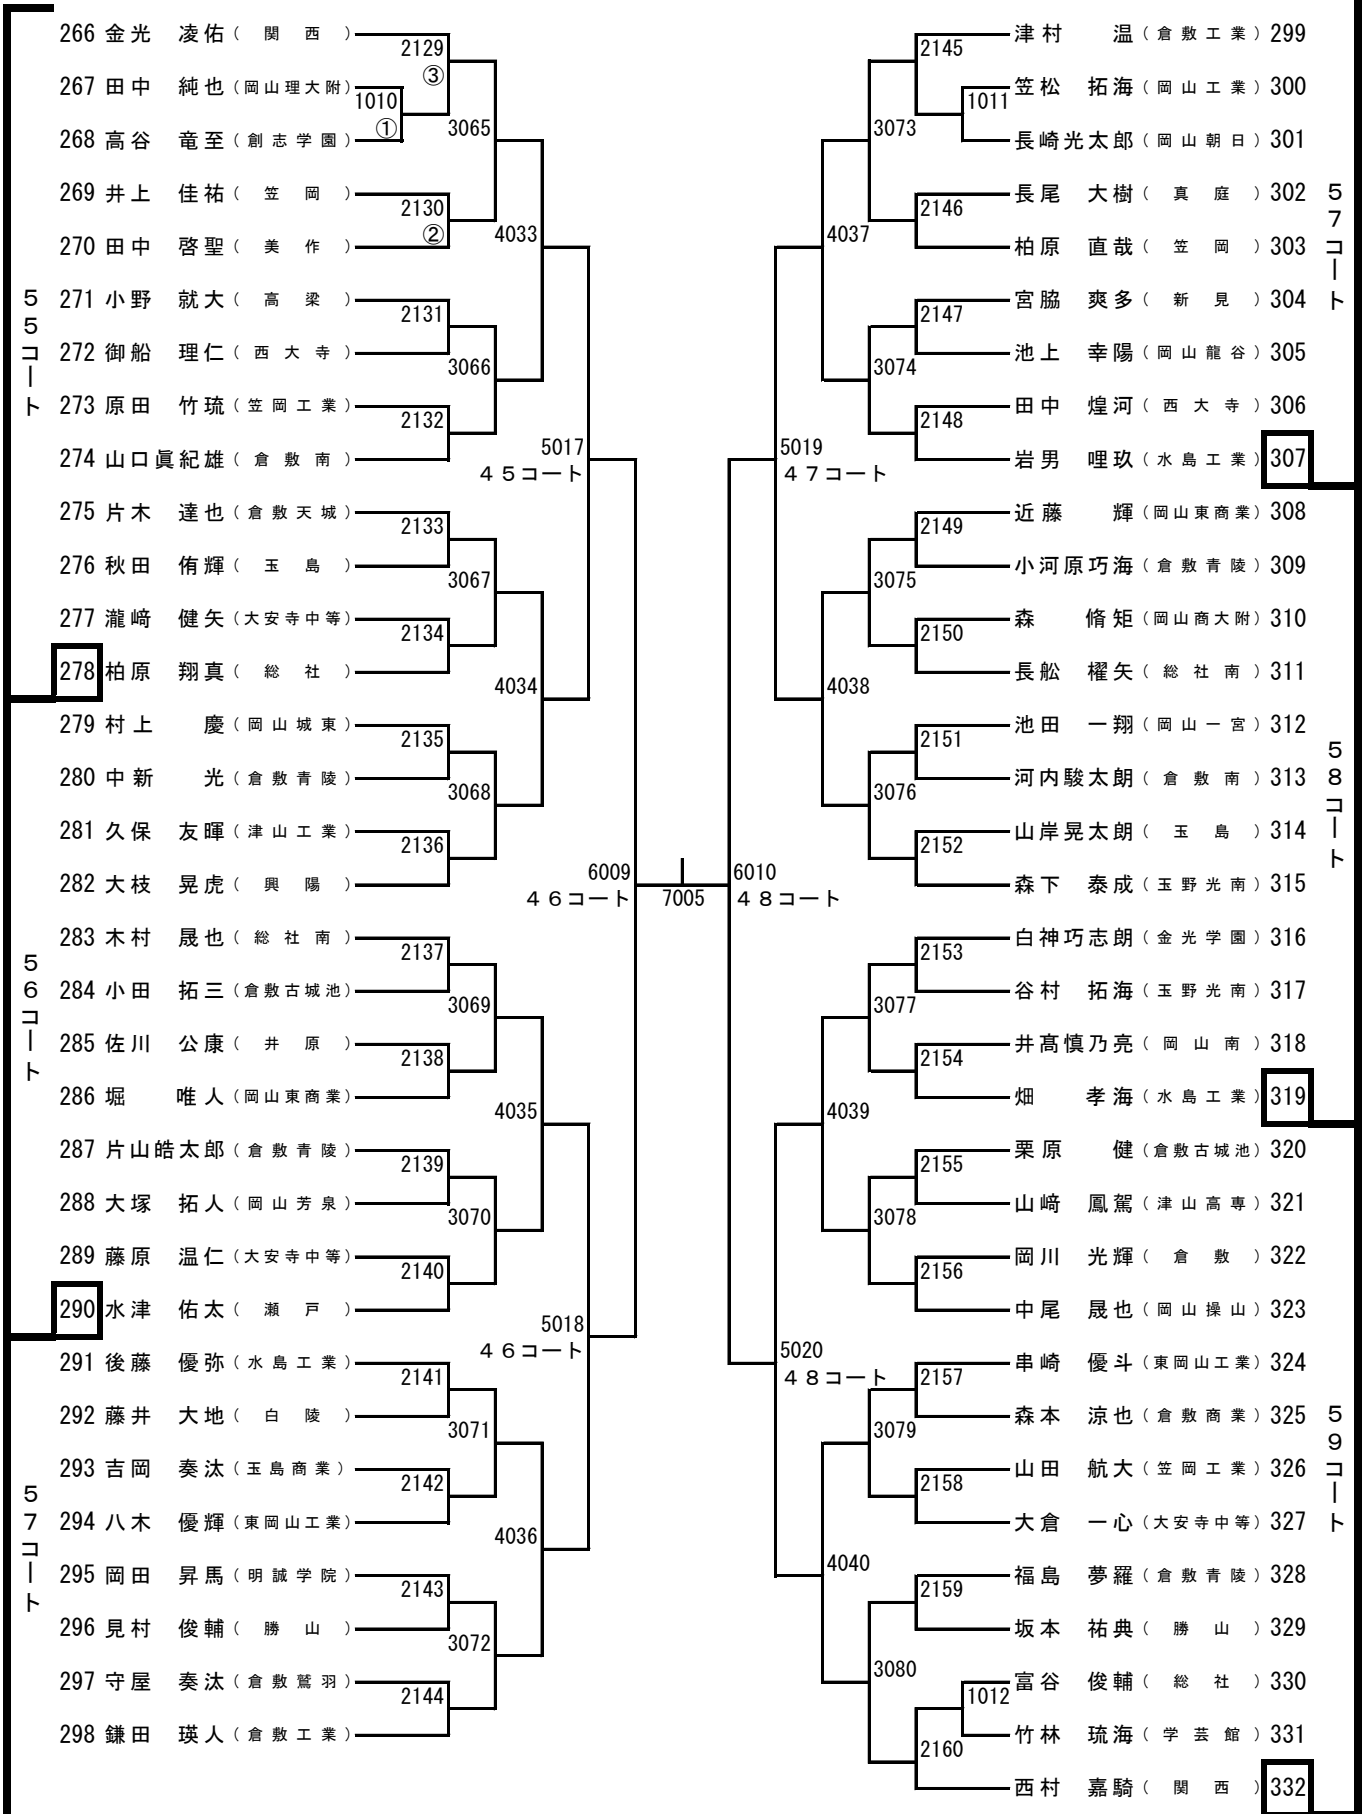 266 金光 凌佑（関西）
2129
③
267 田中 純也（岡山理大附）
1010
①
3065
268 高谷 竜至（創志学園）
269 井上 佳祐（笠岡）
2130
②
4033
270 田中 啓聖（美作）
55コート
271 小野 就大（高梁）
2131
272 御船 理仁（西大寺）
3066
273 原田 竹琉（笠岡工業）
2132
274 山口眞紀雄（倉敷南）
5017
45コート
275 片木 達也（倉敷天城）
2133
276 秋田 侑輝（玉島）
3067
277 瀧﨑 健矢（大安寺中等）
2134
278 柏原 翔真（総社）
4034
279 村上 慶（岡山城東）
2135
280 中新 光（倉敷青陵）
3068
281 久保 友暉（津山工業）
2136
282 大枝 晃虎（興陽）
6009
46コート
7005
56コート
283 木村 晟也（総社南）
2137
284 小田 拓三（倉敷古城池）
3069
285 佐川 公康（井原）
2138
286 堀 唯人（岡山東商業）
4035
287 片山皓太郎（倉敷青陵）
2139
288 大塚 拓人（岡山芳泉）
3070
289 藤原 温仁（大安寺中等）
2140
290 水津 佑太（瀬戸）
5018
46コート
291 後藤 優弥（水島工業）
2141
292 藤井 大地（白陵）
3071
293 吉岡 奏汰（玉島商業）
2142
57コート
294 八木 優輝（東岡山工業）
4036
295 岡田 昇馬（明誠学院）
2143
296 見村 俊輔（勝山）
3072
297 守屋 奏汰（倉敷鷲羽）
2144
298 鎌田 瑛人（倉敷工業）
津村 温（倉敷工業）299
2145
笠松 拓海（岡山工業）300
1011
3073
長崎光太郎（岡山朝日）301
長尾 大樹（真庭）302
2146
57コート
4037
柏原 直哉（笠岡）303
宮脇 爽多（新見）304
2147
池上 幸陽（岡山龍谷）305
3074
田中 煌河（西大寺）306
2148
岩男 哩玖（水島工業）307
5019
47コート
近藤 輝（岡山東商業）308
2149
小河原巧海（倉敷青陵）309
3075
森 脩矩（岡山商大附）310
2150
長舩 櫂矢（総社南）311
4038
池田 一翔（岡山一宮）312
2151
58コート
河内駿太朗（倉敷南）313
3076
山岸晃太朗（玉島）314
2152
森下 泰成（玉野光南）315
6010
48コート
白神巧志朗（金光学園）316
2153
谷村 拓海（玉野光南）317
3077
井髙慎乃亮（岡山南）318
2154
畑 孝海（水島工業）319
4039
栗原 健（倉敷古城池）320
2155
山﨑 鳳駕（津山高専）321
3078
岡川 光輝（倉敷）322
2156
中尾 晟也（岡山操山）323
5020
48コート
串崎 優斗（東岡山工業）324
2157
森本 涼也（倉敷商業）325
59コート
3079
山田 航大（笠岡工業）326
2158
大倉 一心（大安寺中等）327
4040
福島 夢羅（倉敷青陵）328
2159
坂本 祐典（勝山）329
3080
富谷 俊輔（総社）330
1012
竹林 琉海（学芸館）331
2160
西村 嘉騎（関西）332